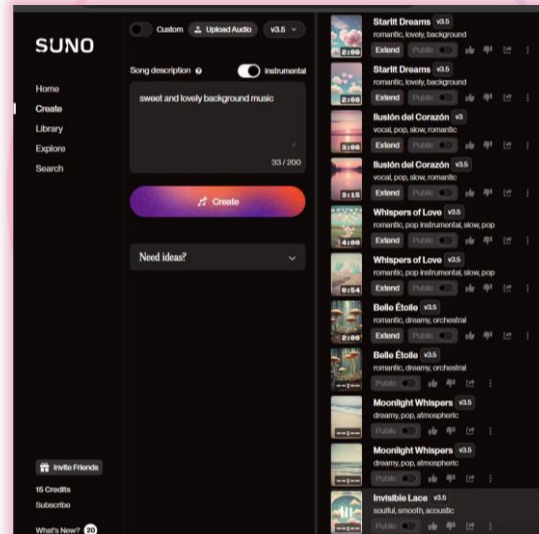 SUNO
Home
Create
Library
Explore
Search
Invite Friends
15 Credits
Subscribe
What's New? 20
Custom
Upload Audio
v3.5
Song description
Instrumental
sweet and lovely background music
33 / 200
Create
Need ideas?
Starlit Dreams v3.5
romantic, lovely, background
2:06
Extend Public
Starlit Dreams v3.5
romantic, lovely, background
2:06
Extend Public
Ilusión del Corazón v3
vocal, pop, slow, romantic
3:06
Extend Public
Ilusión del Corazón v3.5
vocal, pop, slow, romantic
3:15
Extend Public
Whispers of Love v3.5
romantic, pop instrumental, slow, pop
4:00
Extend Public
Whispers of Love v3.5
romantic, pop instrumental, slow, pop
0:54
Extend Public
Belle Étoile v3.5
romantic, dreamy, orchestral
2:06
Extend Public
Belle Étoile v3.5
romantic, dreamy, orchestral
--:--
Public
Moonlight Whispers v3.5
dreamy, pop, atmospheric
--:--
Public
Moonlight Whispers v3.5
dreamy, pop, atmospheric
--:--
Public
Invisible Lace v3.5
soulful, smooth, acoustic
--:--
Public